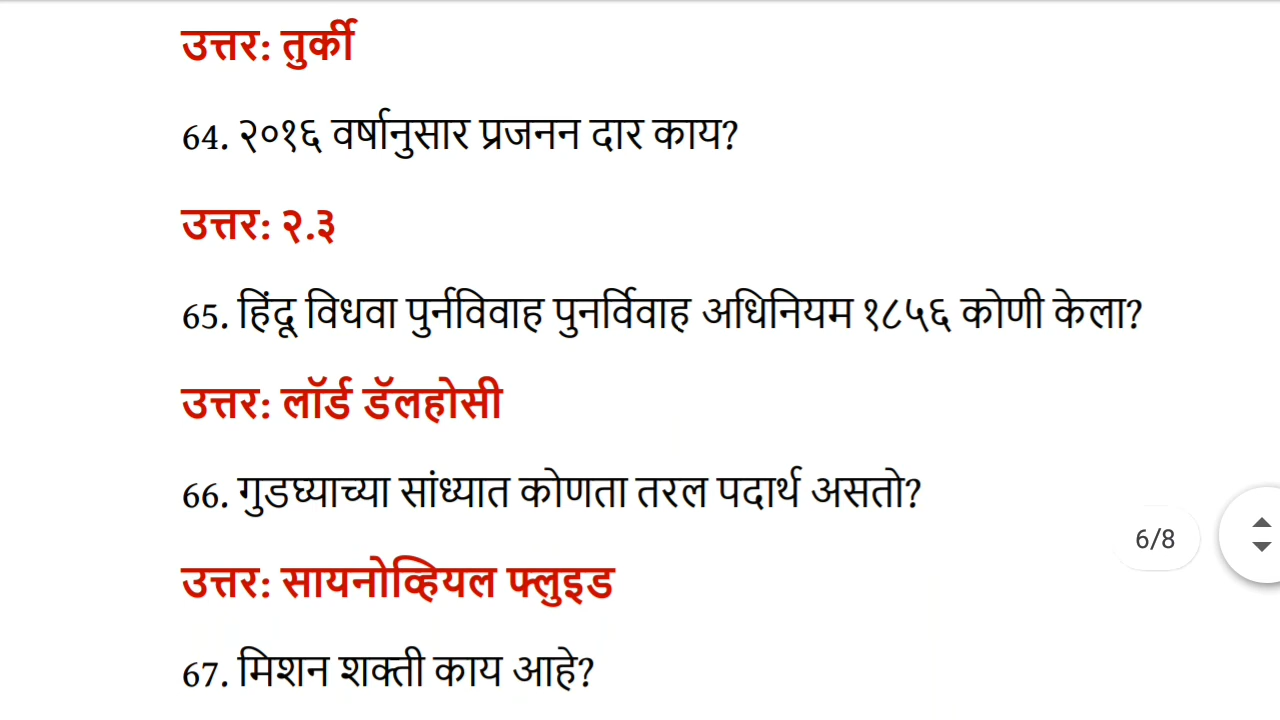 उत्तर: तुर्की
64. २०१६ वर्षानुसार प्रजनन दार काय?
उत्तर: २.३
65. हिंदू विधवा पुर्नविवाह पुनर्विवाह अधिनियम १८५६ कोणी केला?
उत्तर: लॉर्ड डॅलहोसी
66. गुडघ्याच्या सांध्यात कोणता तरल पदार्थ असतो?
6/8
उत्तर: सायनोव्हियल फ्लुइड
67. मिशन शक्ती काय आहे?